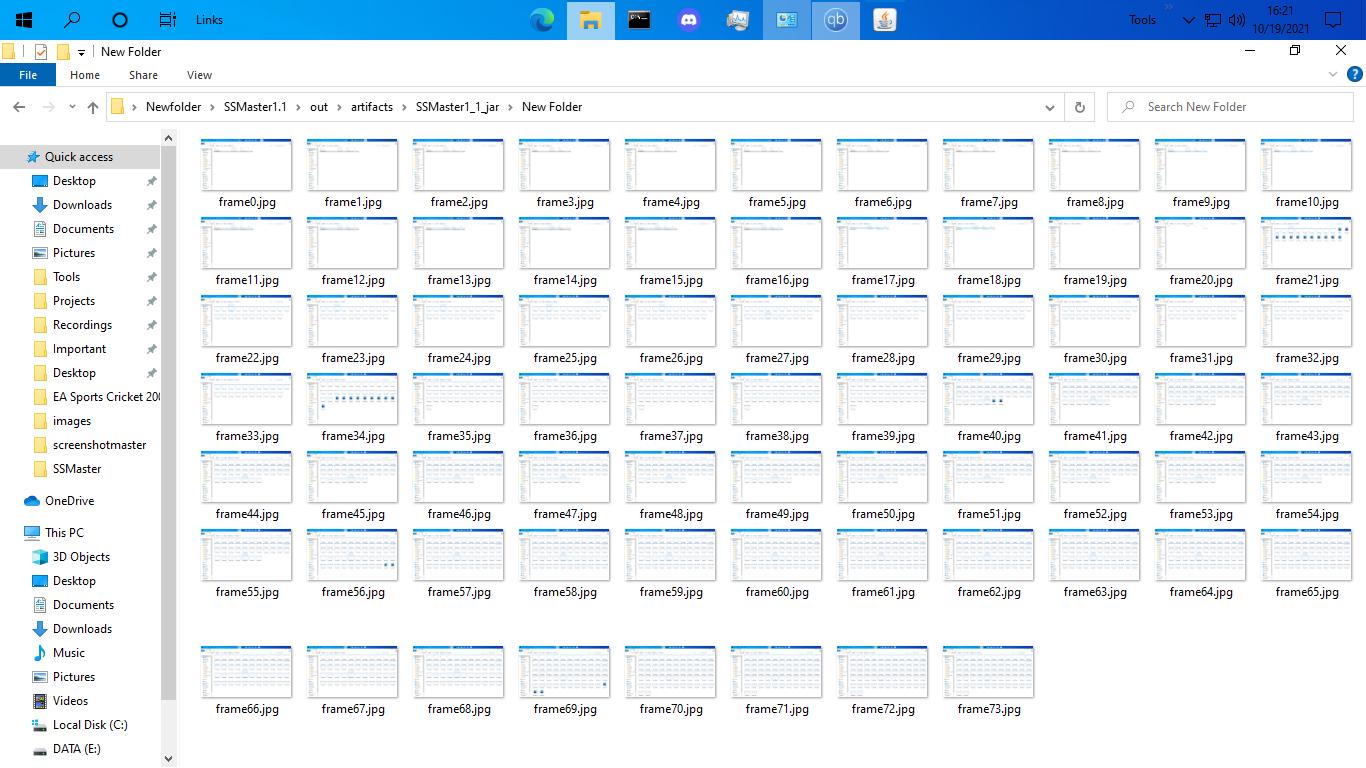 Links
Tools
16:21
10/19/2021
New Folder
File Home Share View
Newfolder SSMaster1.1 out artifacts SSMaster1_1_jar New Folder
Search New Folder
Quick access
Desktop
Downloads
Documents
Pictures
Tools
Projects
Recordings
Important
Desktop
EA Sports Cricket 200
images
screenshotmaster
SSMaster
OneDrive
This PC
3D Objects
Desktop
Documents
Downloads
Music
Pictures
Videos
Local Disk (C:)
DATA (E:)
frame0.jpg frame1.jpg frame2.jpg frame3.jpg frame4.jpg frame5.jpg frame6.jpg frame7.jpg frame8.jpg frame9.jpg frame10.jpg
frame11.jpg frame12.jpg frame13.jpg frame14.jpg frame15.jpg frame16.jpg frame17.jpg frame18.jpg frame19.jpg frame20.jpg frame21.jpg
frame22.jpg frame23.jpg frame24.jpg frame25.jpg frame26.jpg frame27.jpg frame28.jpg frame29.jpg frame30.jpg frame31.jpg frame32.jpg
frame33.jpg frame34.jpg frame35.jpg frame36.jpg frame37.jpg frame38.jpg frame39.jpg frame40.jpg frame41.jpg frame42.jpg frame43.jpg
frame44.jpg frame45.jpg frame46.jpg frame47.jpg frame48.jpg frame49.jpg frame50.jpg frame51.jpg frame52.jpg frame53.jpg frame54.jpg
frame55.jpg frame56.jpg frame57.jpg frame58.jpg frame59.jpg frame60.jpg frame61.jpg frame62.jpg frame63.jpg frame64.jpg frame65.jpg
frame66.jpg frame67.jpg frame68.jpg frame69.jpg frame70.jpg frame71.jpg frame72.jpg frame73.jpg